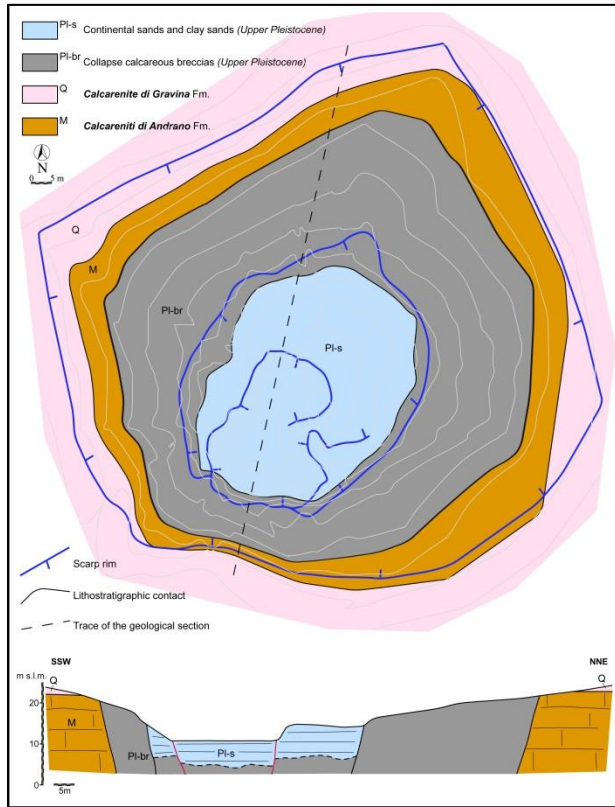 Pl-s Continental sands and clay sands (Upper Pleistocene)
Pl-br Collapse calcareous breccias (Upper Pleistocene)
Q Calcarenite di Gravina Fm.
M Calcareniti di Andrano Fm.
N
0 5 m
Q
M
Pl-br
Pl-s
Scarp rim
Lithostratigraphic contact
Trace of the geological section
SSW NNE
m s.l.m. Q Q
20
M
10
Pl-br Pl-s M
0
5m